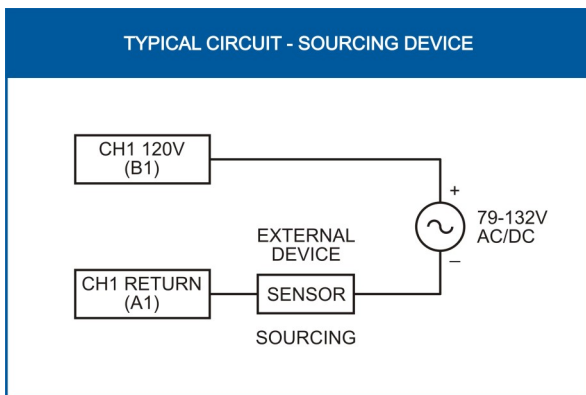 TYPICAL CIRCUIT - SOURCING DEVICE
CH1 120V
(B1)
+
79-132V
AC/DC
–
EXTERNAL
DEVICE
CH1 RETURN
(A1)
SENSOR
SOURCING